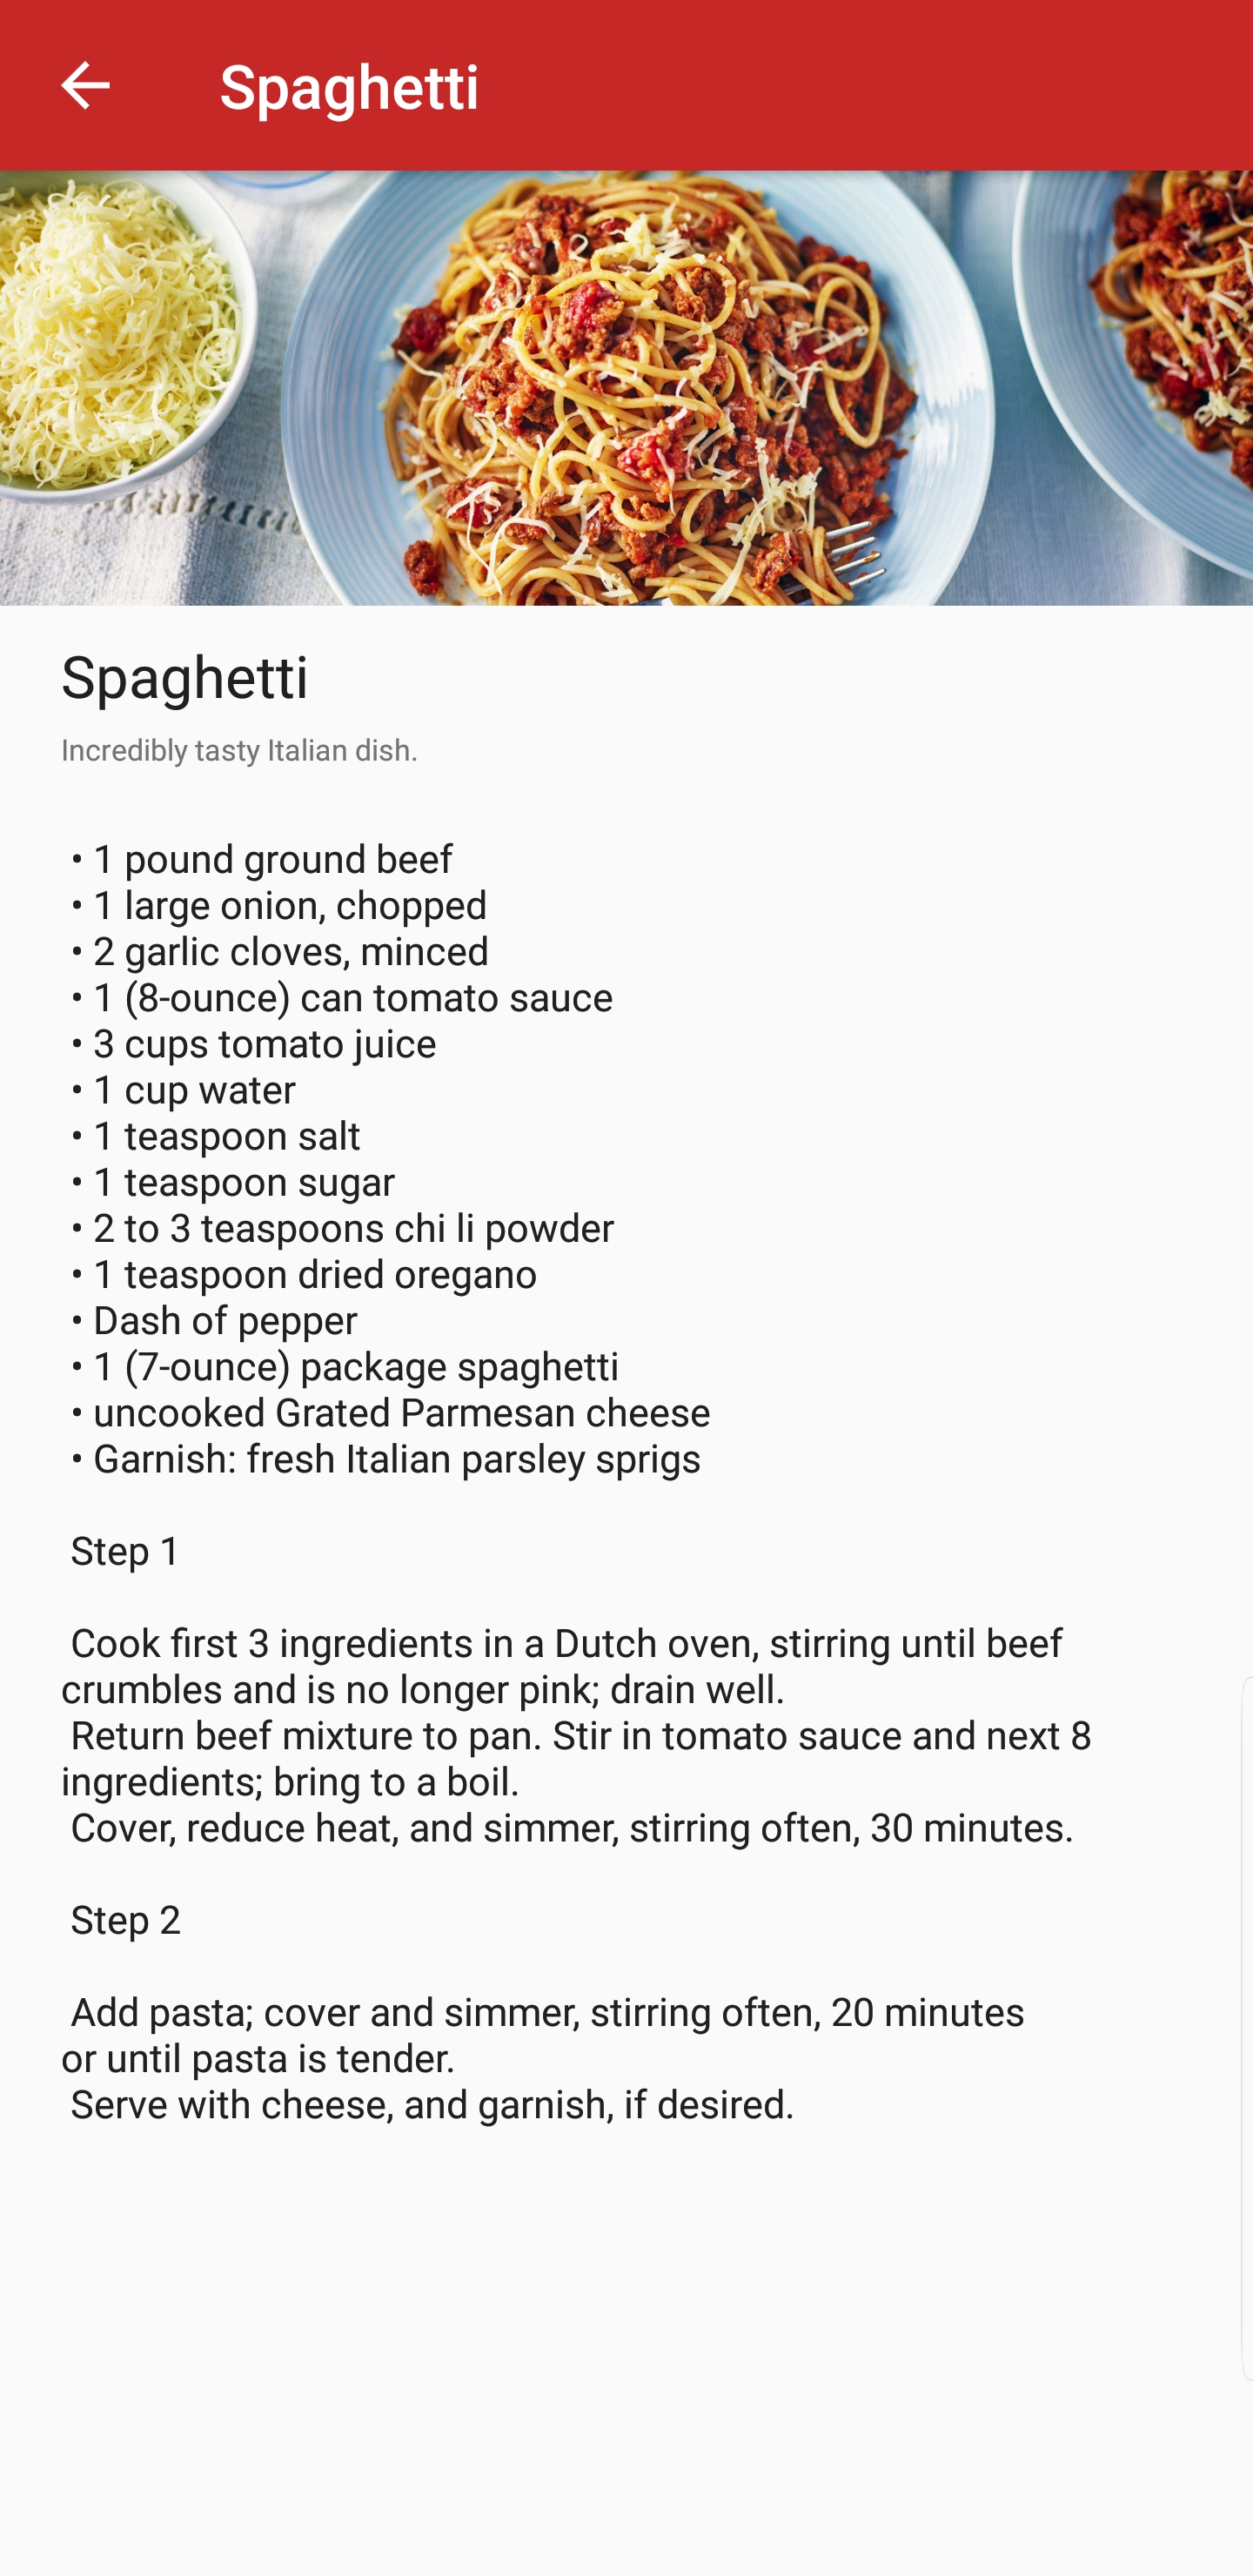 Spaghetti
Spaghetti
Incredibly tasty Italian dish.
• 1 pound ground beef
• 1 large onion, chopped
• 2 garlic cloves, minced
• 1 (8-ounce) can tomato sauce
• 3 cups tomato juice
• 1 cup water
• 1 teaspoon salt
• 1 teaspoon sugar
• 2 to 3 teaspoons chi li powder
• 1 teaspoon dried oregano
• Dash of pepper
• 1 (7-ounce) package spaghetti
• uncooked Grated Parmesan cheese
• Garnish: fresh Italian parsley sprigs
Step 1
Cook first 3 ingredients in a Dutch oven, stirring until beef
crumbles and is no longer pink; drain well.
Return beef mixture to pan. Stir in tomato sauce and next 8
ingredients; bring to a boil.
Cover, reduce heat, and simmer, stirring often, 30 minutes.
Step 2
Add pasta; cover and simmer, stirring often, 20 minutes
or until pasta is tender.
Serve with cheese, and garnish, if desired.